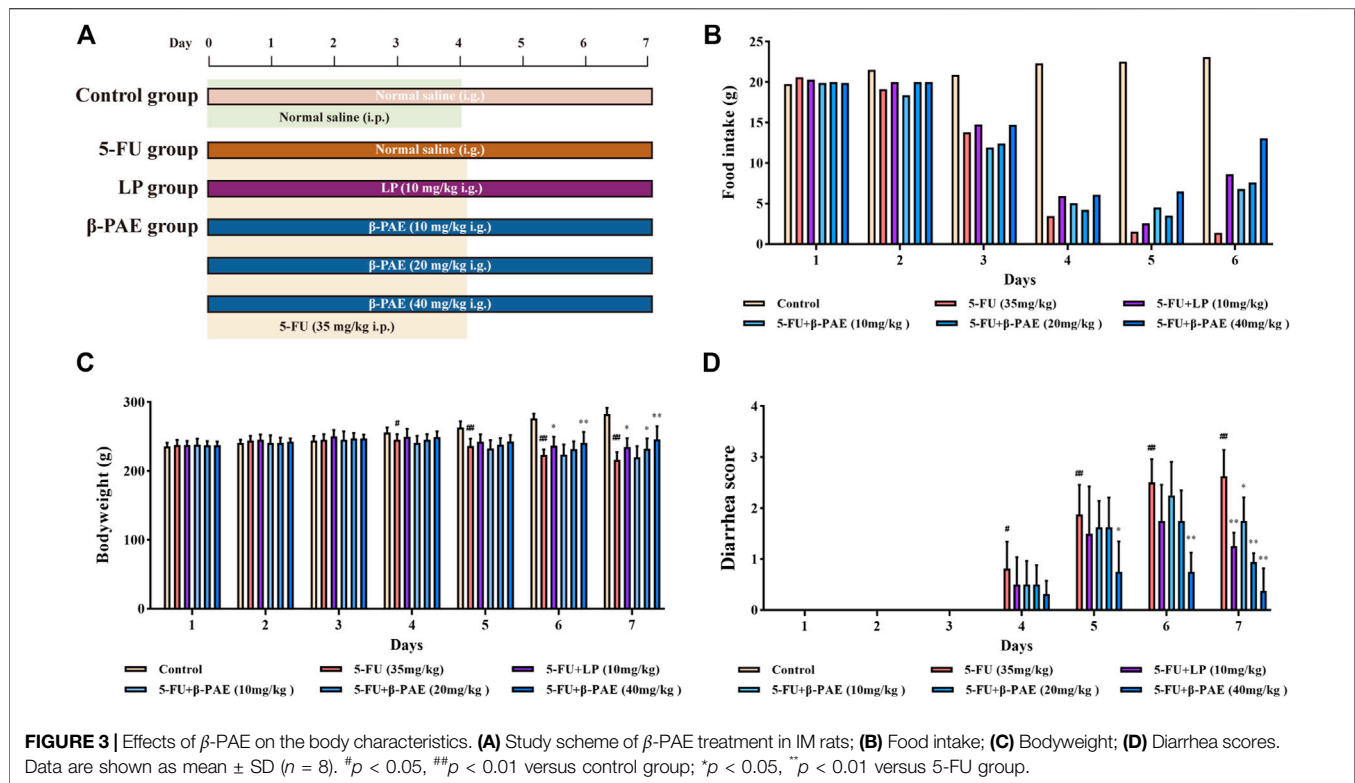 A
Day 0 1 2 3 4 5 6 7
Control group
Normal saline (i.g.)
Normal saline (i.p.)
5-FU group
Normal saline (i.g.)
LP group
LP (10 mg/kg i.g.)
β-PAE group
β-PAE (10 mg/kg i.g.)
β-PAE (20 mg/kg i.g.)
β-PAE (40 mg/kg i.g.)
5-FU (35 mg/kg i.p.)
B
Food intake (g)
25
20
15
10
5
0
1 2 3 4 5 6
Days
Control 5-FU (35mg/kg) 5-FU+LP (10mg/kg)
5-FU+β-PAE (10mg/kg ) 5-FU+β-PAE (20mg/kg ) 5-FU+β-PAE (40mg/kg )
C
Bodyweight (g)
300
200
100
0
# ## ## * ** ## * * **
1 2 3 4 5 6 7
Days
Control 5-FU (35mg/kg) 5-FU+LP (10mg/kg)
5-FU+β-PAE (10mg/kg ) 5-FU+β-PAE (20mg/kg ) 5-FU+β-PAE (40mg/kg )
D
Diarrhea score
4
3
2
1
0
# ## * ## ** ## ** * ** **
1 2 3 4 5 6 7
Days
Control 5-FU (35mg/kg) 5-FU+LP (10mg/kg)
5-FU+β-PAE (10mg/kg ) 5-FU+β-PAE (20mg/kg ) 5-FU+β-PAE (40mg/kg )
FIGURE 3 | Effects of β-PAE on the body characteristics. (A) Study scheme of β-PAE treatment in IM rats; (B) Food intake; (C) Bodyweight; (D) Diarrhea scores.
Data are shown as mean ± SD (n = 8). #p < 0.05, ##p < 0.01 versus control group; *p < 0.05, **p < 0.01 versus 5-FU group.